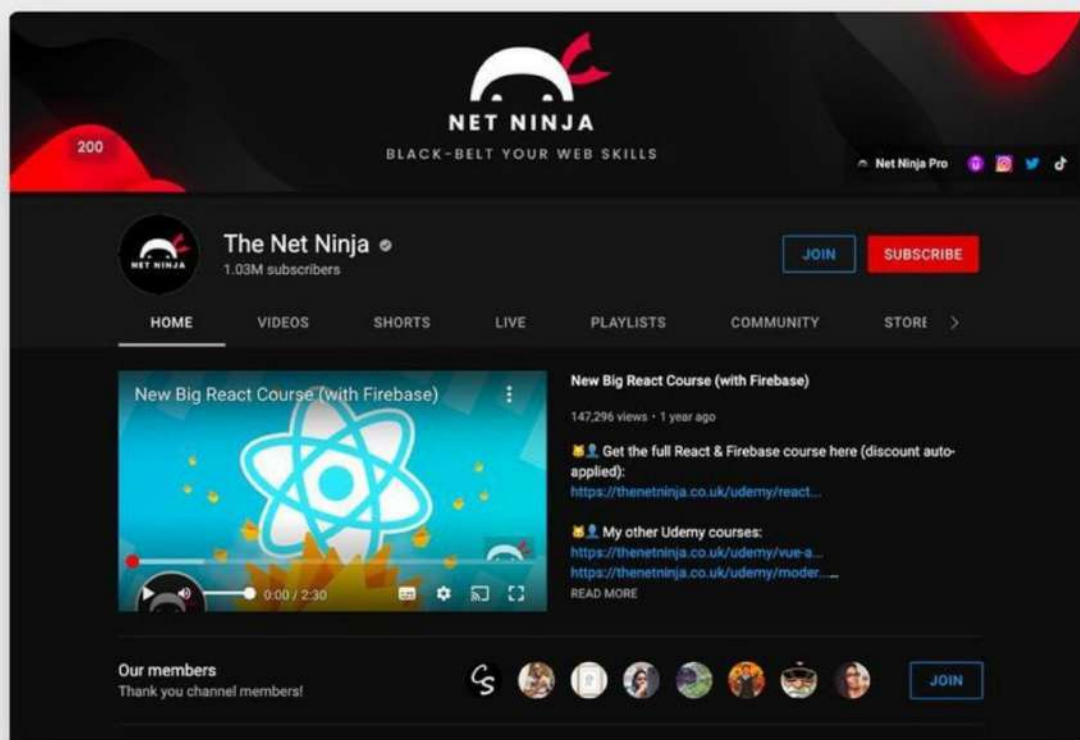 NET NINJA
BLACK-BELT YOUR WEB SKILLS
200
Net Ninja Pro
NET NINJA
The Net Ninja
1.03M subscribers
JOIN
SUBSCRIBE
HOME VIDEOS SHORTS LIVE PLAYLISTS COMMUNITY STORE
New Big React Course (with Firebase)
0:00 / 2:30
New Big React Course (with Firebase)
147,296 views • 1 year ago
Get the full React & Firebase course here (discount auto-
applied):
https://thenetninja.co.uk/udemy/react...
My other Udemy courses:
https://thenetninja.co.uk/udemy/vue-a...
https://thenetninja.co.uk/udemy/moder...
...
READ MORE
Our members
Thank you channel members!
CS
JOIN